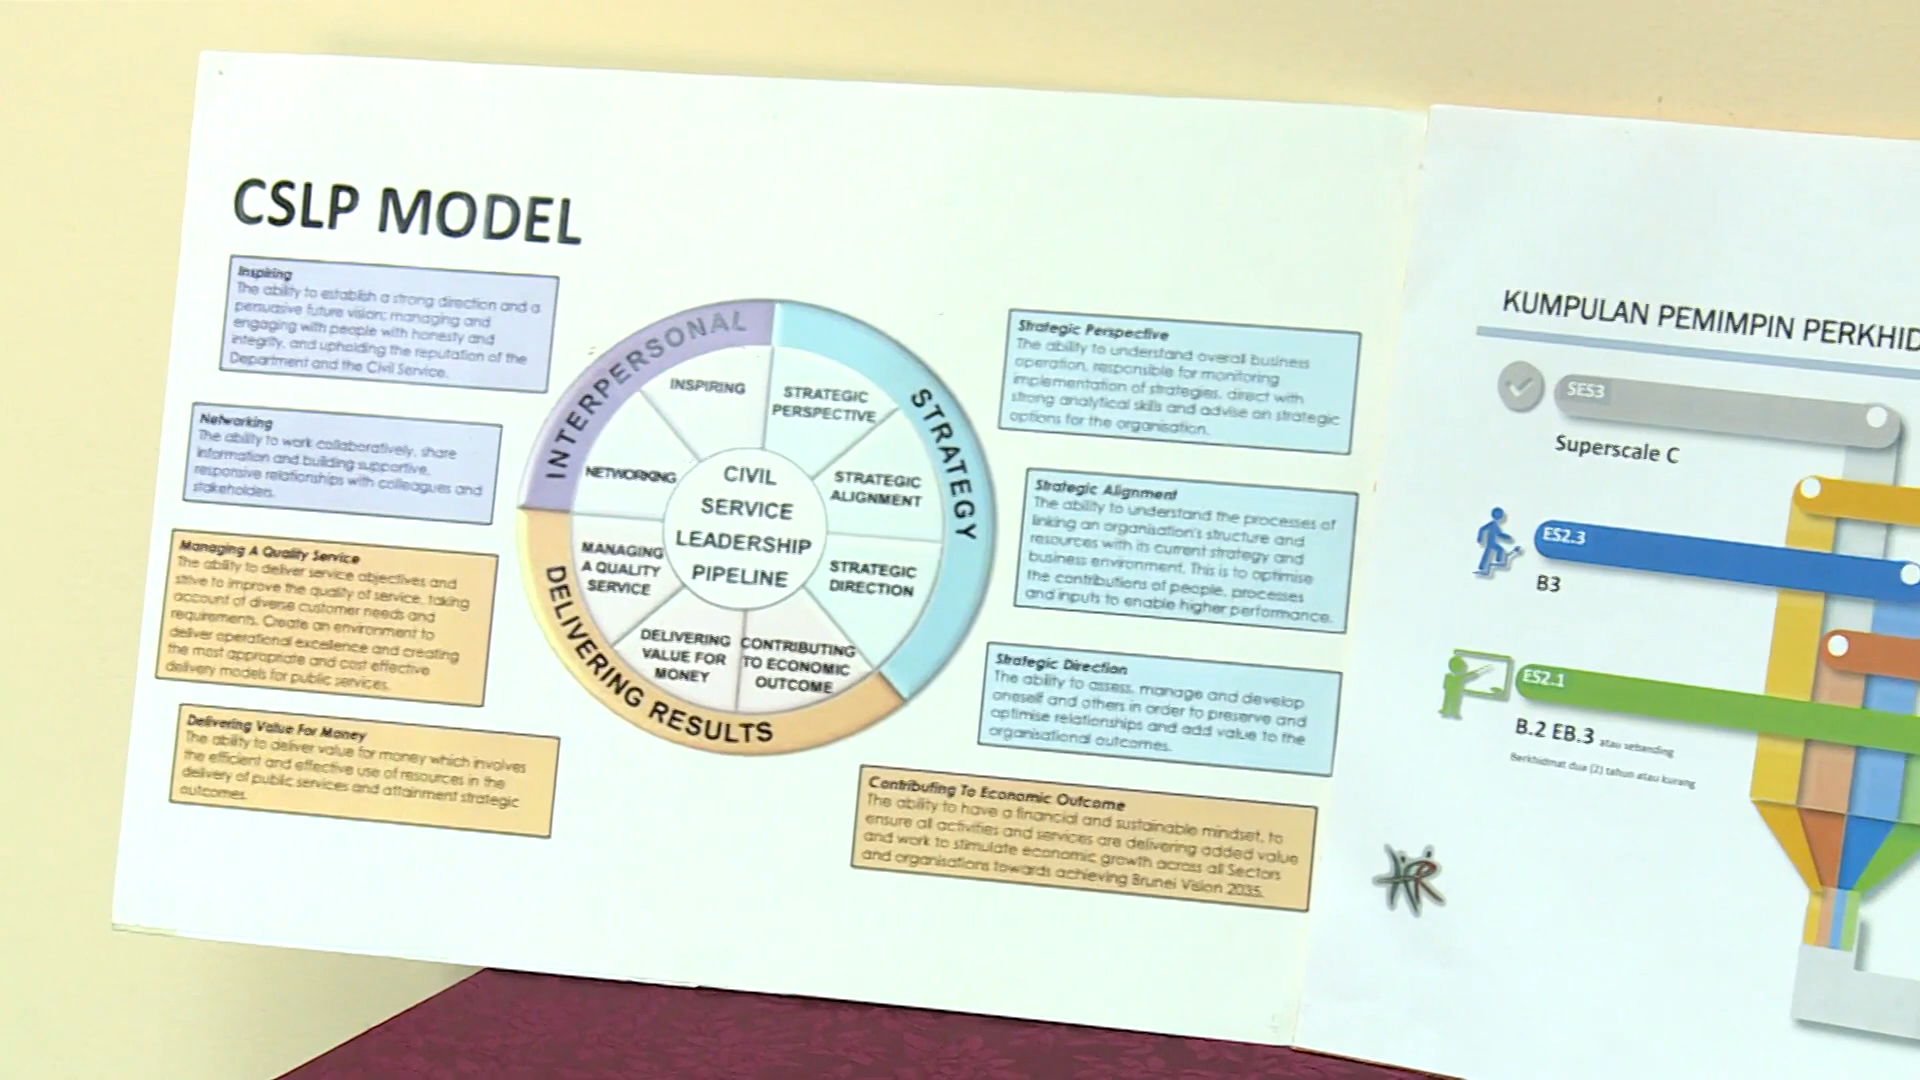 CSLP MODEL
Inspiring
The ability to establish a strong direction and a
persuasive future vision; managing and
engaging with people with honesty and
integrity, and upholding the reputation of the
Department and the Civil Service.
Networking
The ability to work collaboratively, share
information and building supportive,
responsive relationships with colleagues and
stakeholders.
Managing A Quality Service
The ability to deliver service objectives and
strive to improve the quality of service, taking
account of diverse customer needs and
requirements. Create an environment to
deliver operational excellence and creating
the most appropriate and cost effective
delivery models for public services.
Delivering Value For Money
The ability to deliver value for money which involves
the efficient and effective use of resources in the
delivery of public services and attainment strategic
outcomes.
INTERPERSONAL
STRATEGY
DELIVERING RESULTS
INSPIRING
STRATEGIC
PERSPECTIVE
NETWORKING
STRATEGIC
ALIGNMENT
MANAGING
A QUALITY
SERVICE
STRATEGIC
DIRECTION
DELIVERING
VALUE FOR
MONEY
CONTRIBUTING
TO ECONOMIC
OUTCOME
CIVIL
SERVICE
LEADERSHIP
PIPELINE
Strategic Perspective
The ability to understand overall business
operation, responsible for monitoring
implementation of strategies, direct with
strong analytical skills and advise on strategic
options for the organisation.
Strategic Alignment
The ability to understand the processes of
linking an organisation's structure and
resources with its current strategy and
business environment. This is to optimise
the contributions of people, processes
and inputs to enable higher performance.
Strategic Direction
The ability to assess, manage and develop
oneself and others in order to preserve and
optimise relationships and add value to the
organisational outcomes.
Contributing To Economic Outcome
The ability to have a financial and sustainable mindset, to
ensure all activities and services are delivering added value
and work to stimulate economic growth across all Sectors
and organisations towards achieving Brunei Vision 2035.
KUMPULAN PEMIMPIN PERKHID
SES3
Superscale C
ES2.3
B3
ES2.1
B.2 EB.3 atau sebanding
Berkhidmat dua (2) tahun atau kurang
HR